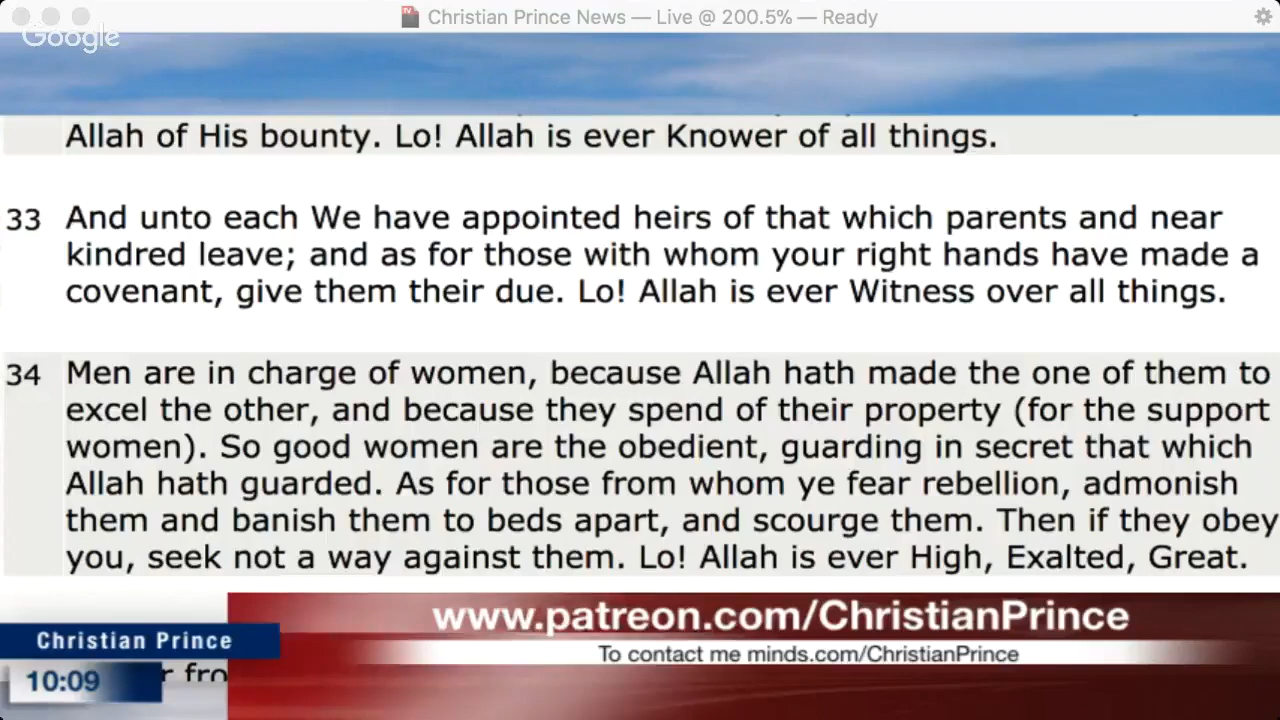 Christian Prince News — Live @ 200.5% — Ready
Google
Allah of His bounty. Lo! Allah is ever Knower of all things.
33 And unto each We have appointed heirs of that which parents and near
kindred leave; and as for those with whom your right hands have made a
covenant, give them their due. Lo! Allah is ever Witness over all things.
34 Men are in charge of women, because Allah hath made the one of them to
excel the other, and because they spend of their property (for the support
women). So good women are the obedient, guarding in secret that which
Allah hath guarded. As for those from whom ye fear rebellion, admonish
them and banish them to beds apart, and scourge them. Then if they obey
you, seek not a way against them. Lo! Allah is ever High, Exalted, Great.
www.patreon.com/ChristianPrince
Christian Prince
To contact me minds.com/ChristianPrince
10:09